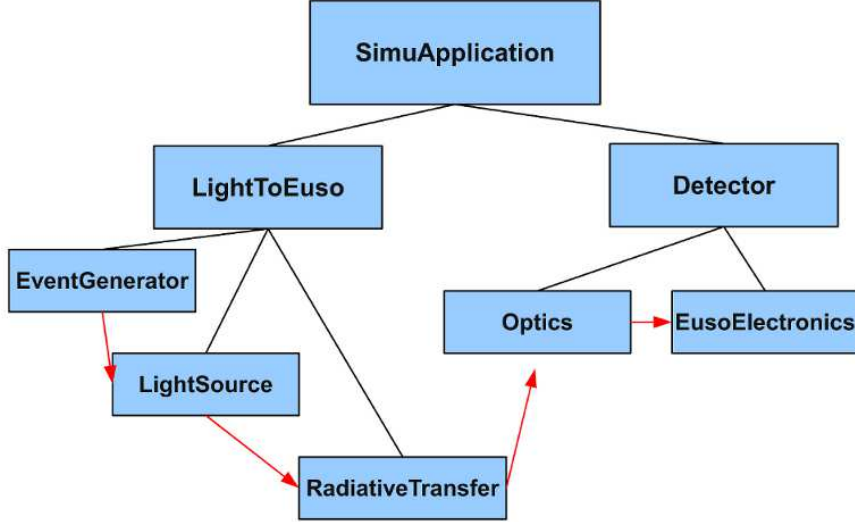 SimuApplication
LightToEuso
Detector
EventGenerator
Optics
EusoElectronics
LightSource
RadiativeTransfer